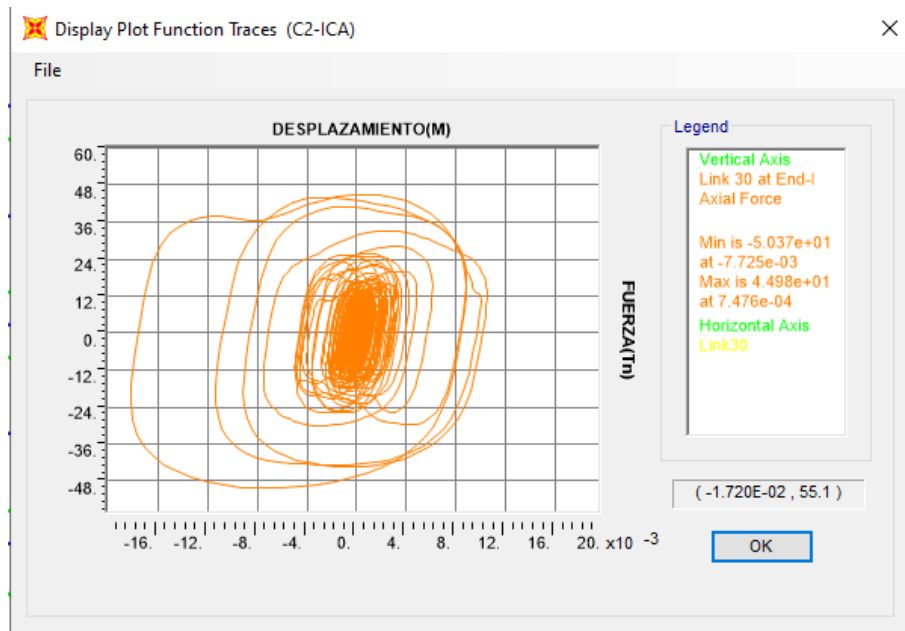 Display Plot Function Traces (C2-ICA)
File
DESPLAZAMIENTO(M)
60.
48.
36.
24.
12.
0.
-12.
-24.
-36.
-48.
-16. -12. -8. -4. 0. 4. 8. 12. 16. 20. x10 -3
FUERZA(Tn)
Legend
Vertical Axis
Link 30 at End-I
Axial Force
Min is -5.037e+01
at -7.725e-03
Max is 4.498e+01
at 7.476e-04
Horizontal Axis
Link30
( -1.720E-02 , 55.1 )
OK